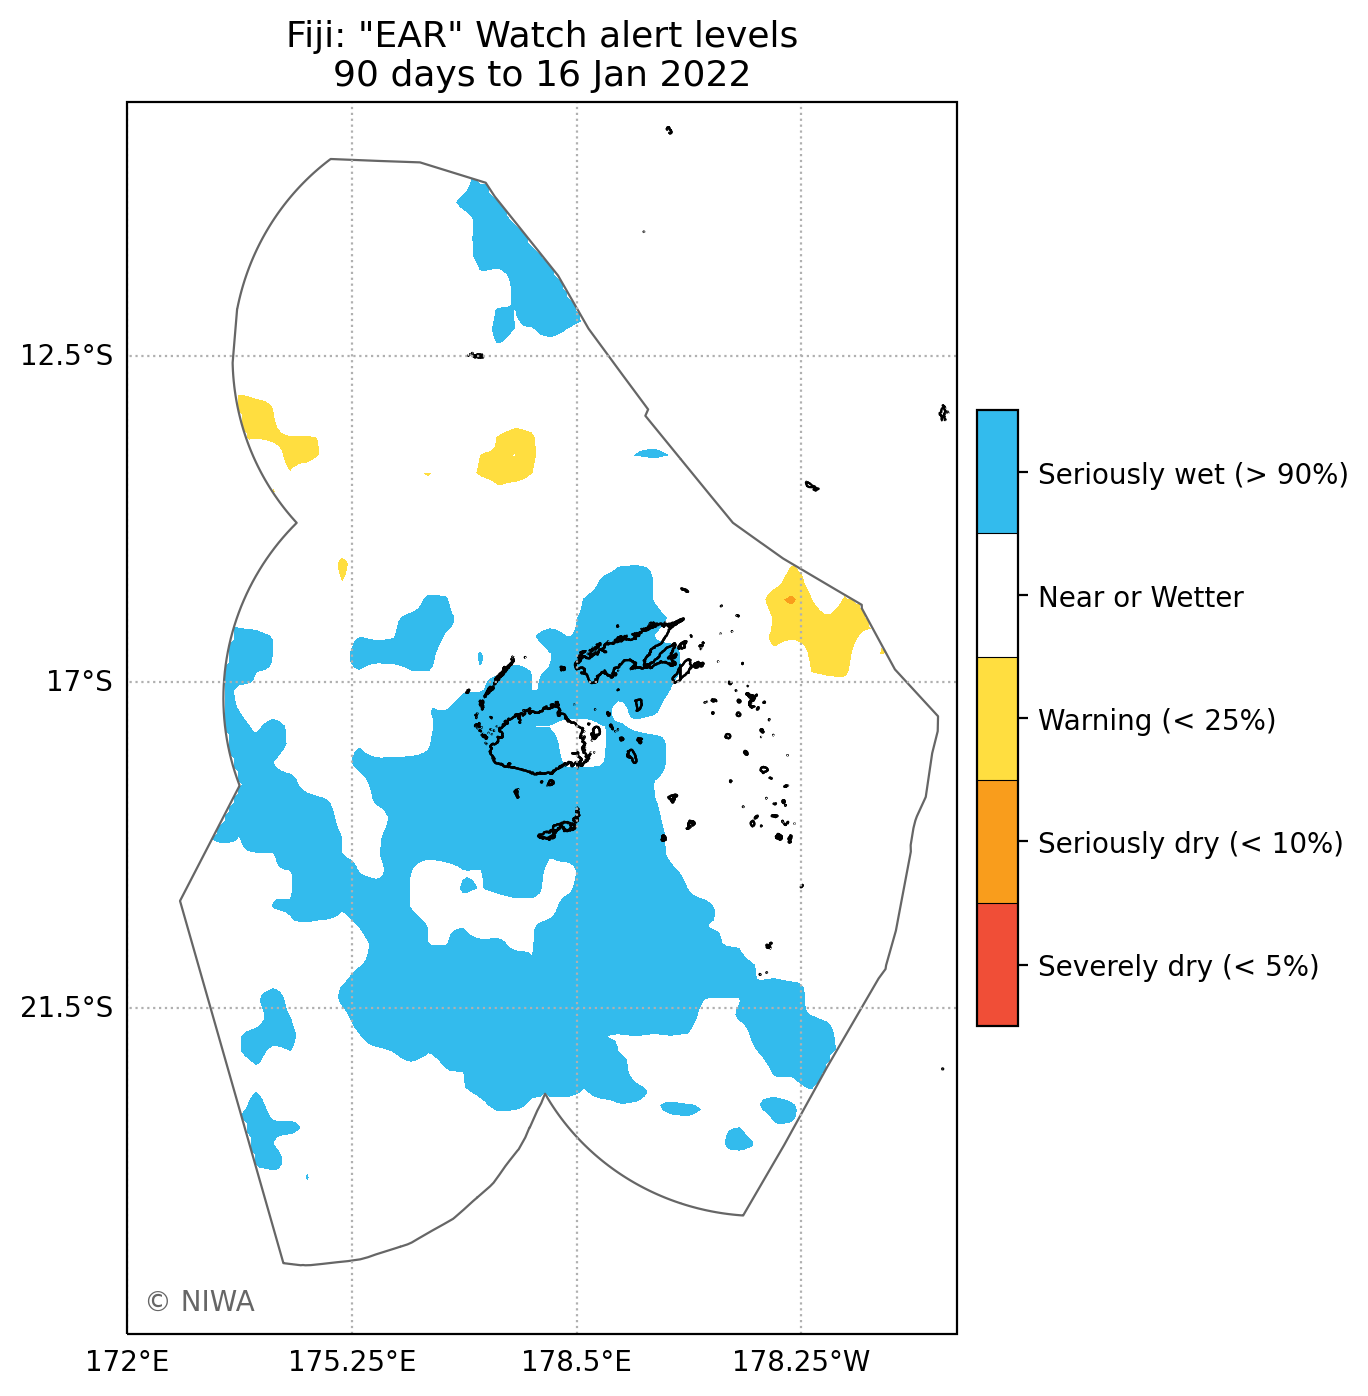 Fiji: "EAR" Watch alert levels
90 days to 16 Jan 2022
12.5°S
17°S
21.5°S
172°E
175.25°E
178.5°E
178.25°W
Seriously wet (> 90%)
Near or Wetter
Warning (< 25%)
Seriously dry (< 10%)
Severely dry (< 5%)
© NIWA